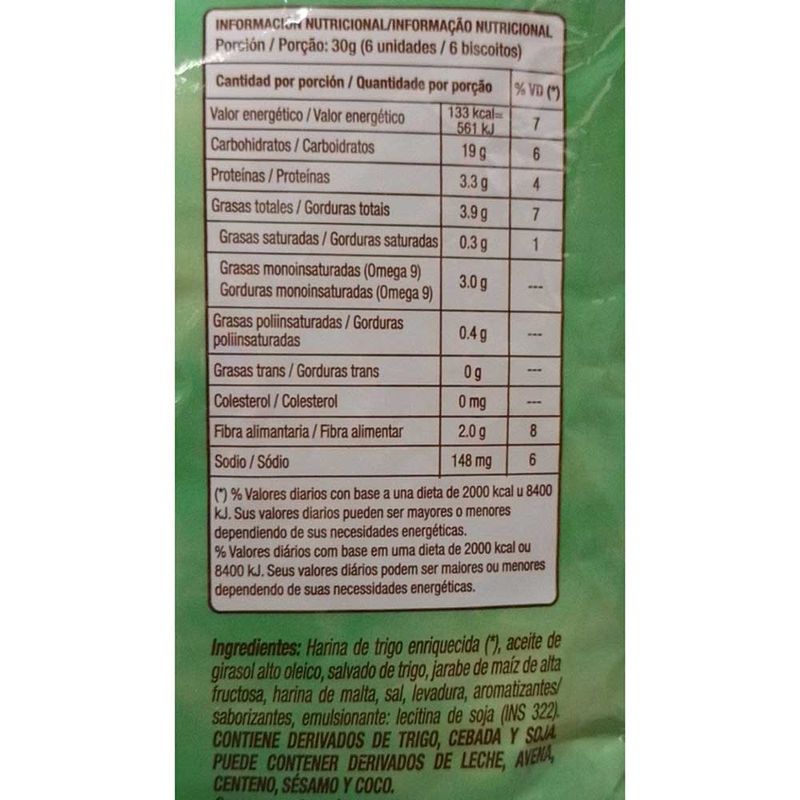 INFORMACIÓN NUTRICIONAL/INFORMAÇÃO NUTRICIONAL
Porción / Porção: 30g (6 unidades / 6 biscoitos)
Cantidad por porción / Quantidade por porção % VD (*)
Valor energético / Valor energético 133 kcal= 561 kJ 7
Carbohidratos / Carboidratos 19 g 6
Proteínas / Proteínas 3.3 g 4
Grasas totales / Gorduras totais 3.9 g 7
Grasas saturadas / Gorduras saturadas 0.3 g 1
Grasas monoinsaturadas (Omega 9)
Gorduras monoinsaturadas (Omega 9) 3.0 g ---
Grasas poliinsaturadas / Gorduras
poliinsaturadas 0.4 g ---
Grasas trans / Gorduras trans 0 g ---
Colesterol / Colesterol 0 mg ---
Fibra alimantaria / Fibra alimentar 2.0 g 8
Sodio / Sódio 148 mg 6
(*) % Valores diarios con base a una dieta de 2000 kcal u 8400
kJ. Sus valores diarios pueden ser mayores o menores
dependiendo de sus necesidades energéticas.
% Valores diários com base em uma dieta de 2000 kcal ou
8400 kJ. Seus valores diários podem ser maiores ou menores
dependendo de suas necessidades energéticas.
Ingredientes: Harina de trigo enriquecida (*), aceite de
girasol alto oleico, salvado de trigo, jarabe de maíz de alta
fructosa, harina de malta, sal, levadura, aromatizantes/
saborizantes, emulsionante: lecitina de soja (INS 322).
CONTIENE DERIVADOS DE TRIGO, CEBADA Y SOJA.
PUEDE CONTENER DERIVADOS DE LECHE, AVENA,
CENTENO, SÉSAMO Y COCO.